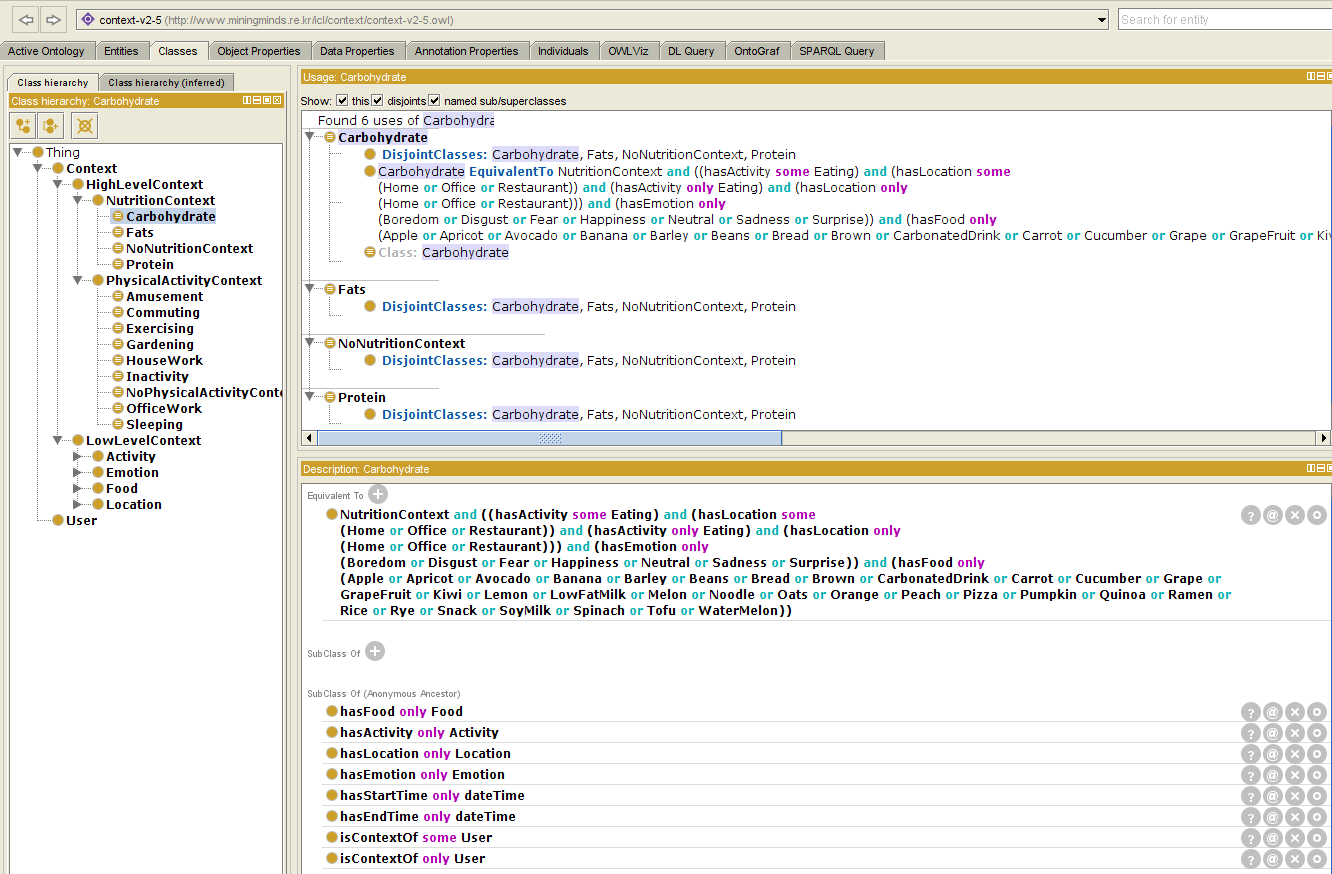 context-v2-5 (http://www.miningminds.re.kr/icl/context/context-v2-5.owl)
Search for entity
Active Ontology Entities Classes Object Properties Data Properties Annotation Properties Individuals OWLViz DL Query OntoGraf SPARQL Query
Class hierarchy Class hierarchy (inferred)
Class hierarchy: Carbohydrate
Thing
Context
HighLevelContext
NutritionContext
Carbohydrate
Fats
NoNutritionContext
Protein
PhysicalActivityContext
Amusement
Commuting
Exercising
Gardening
HouseWork
Inactivity
NoPhysicalActivityConte
OfficeWork
Sleeping
LowLevelContext
Activity
Emotion
Food
Location
User
Usage: Carbohydrate
Show: this disjoints named sub/superclasses
Found 6 uses of Carbohydra
Carbohydrate
DisjointClasses: Carbohydrate, Fats, NoNutritionContext, Protein
Carbohydrate EquivalentTo NutritionContext and ((hasActivity some Eating) and (hasLocation some
(Home or Office or Restaurant)) and (hasActivity only Eating) and (hasLocation only
(Home or Office or Restaurant))) and (hasEmotion only
(Boredom or Disgust or Fear or Happiness or Neutral or Sadness or Surprise)) and (hasFood only
(Apple or Apricot or Avocado or Banana or Barley or Beans or Bread or Brown or CarbonatedDrink or Carrot or Cucumber or Grape or GrapeFruit or Kiw
Class: Carbohydrate
Fats
DisjointClasses: Carbohydrate, Fats, NoNutritionContext, Protein
NoNutritionContext
DisjointClasses: Carbohydrate, Fats, NoNutritionContext, Protein
Protein
DisjointClasses: Carbohydrate, Fats, NoNutritionContext, Protein
Description: Carbohydrate
Equivalent To
NutritionContext and ((hasActivity some Eating) and (hasLocation some
(Home or Office or Restaurant)) and (hasActivity only Eating) and (hasLocation only
(Home or Office or Restaurant))) and (hasEmotion only
(Boredom or Disgust or Fear or Happiness or Neutral or Sadness or Surprise)) and (hasFood only
(Apple or Apricot or Avocado or Banana or Barley or Beans or Bread or Brown or CarbonatedDrink or Carrot or Cucumber or Grape or
GrapeFruit or Kiwi or Lemon or LowFatMilk or Melon or Noodle or Oats or Orange or Peach or Pizza or Pumpkin or Quinoa or Ramen or
Rice or Rye or Snack or SoyMilk or Spinach or Tofu or WaterMelon))
SubClass Of
SubClass Of (Anonymous Ancestor)
hasFood only Food
hasActivity only Activity
hasLocation only Location
hasEmotion only Emotion
hasStartTime only dateTime
hasEndTime only dateTime
isContextOf some User
isContextOf only User